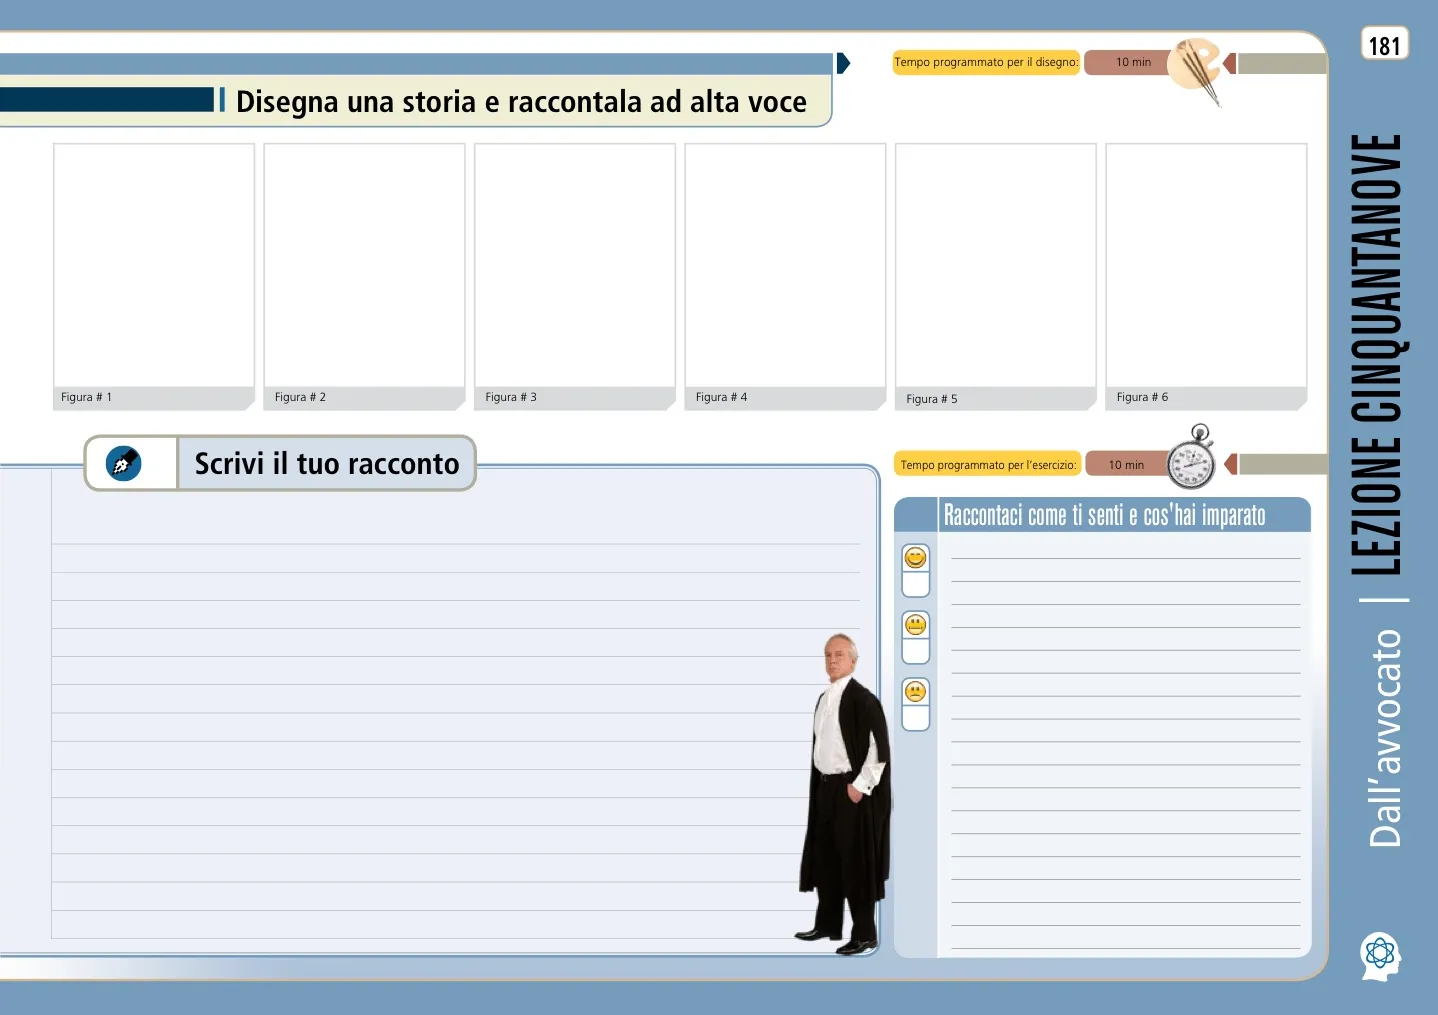 181
Tempo programmato per il disegno:
10 min
Disegna una storia e raccontala ad alta voce
Figura # 1
Figura # 2
Figura # 3
Figura # 4
Figura # 5
Figura # 6
Scrivi il tuo racconto
Tempo programmato per l'esercizio:
10 min
Raccontaci come ti senti e cos'hai imparato
Dall'avvocato | LEZIONE CINQUANTANOVE